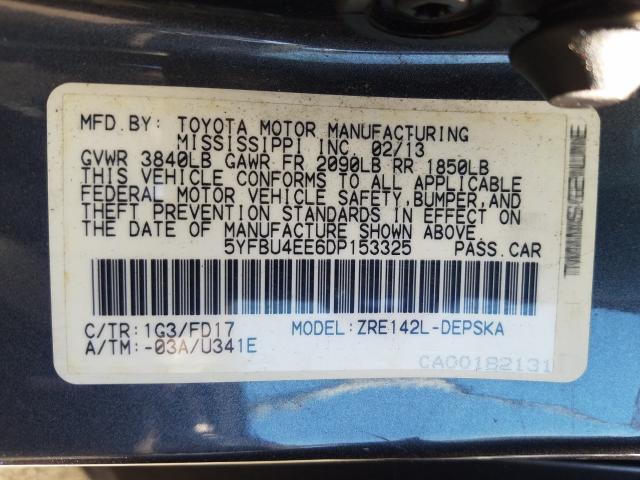 MFD.BY: TOYOTA MOTOR MANUFACTURING
MISSISSIPPI INC. 02/13
GVWR 3840LB GAWR FR 2090LB RR 1850LB
THIS VEHICLE CONFORMS TO ALL APPLICABLE
FEDERAL MOTOR VEHICLE SAFETY,BUMPER,AND
THEFT PREVENTION STANDARDS IN EFFECT ON
THE DATE OF MANUFACTURE SHOWN ABOVE.
5YFBU4EE6DP153325 PASS.CAR
C/TR:1G3/FD17 MODEL:ZRE142L-DEPSKA
A/TM:-03A/U341E
CA00182131